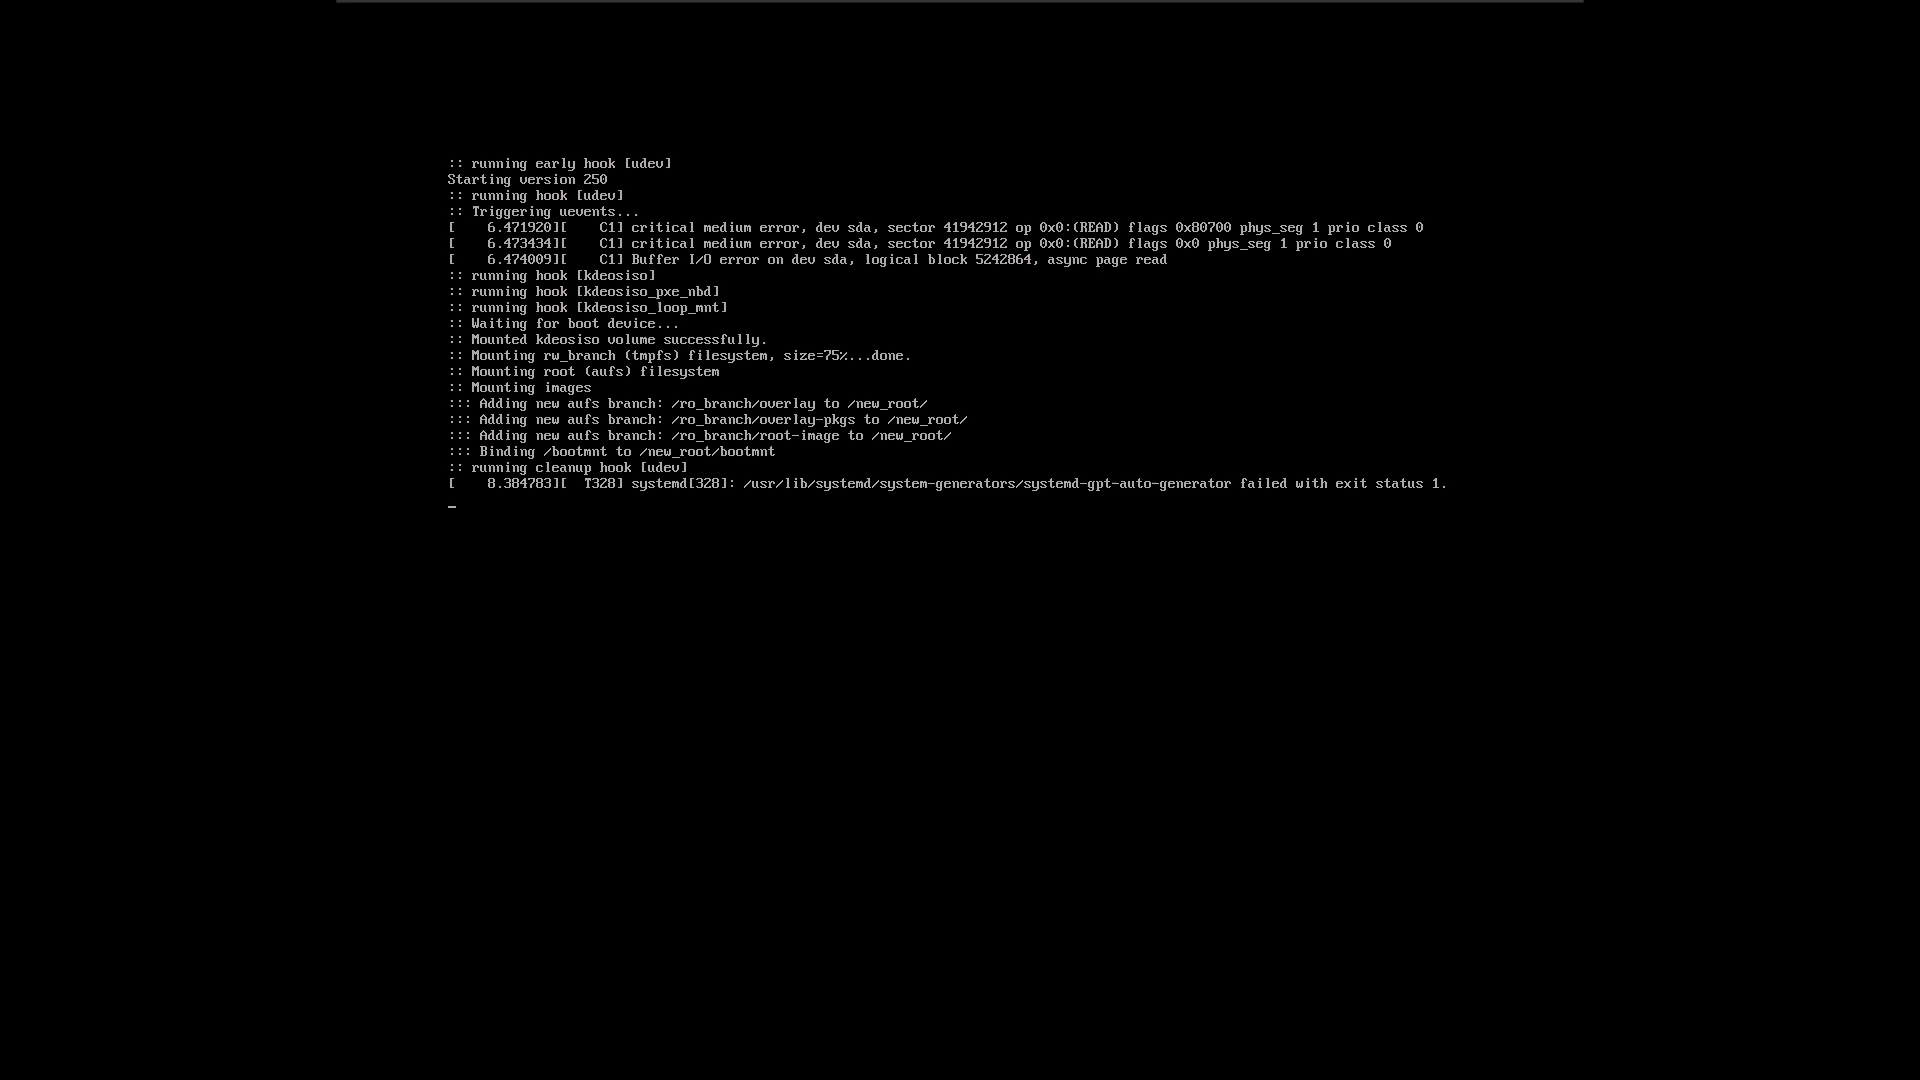 :: running early hook [udev]
Starting version 250
:: running hook [udev]
:: Triggering uevents...
[    6.471920][    C1] critical medium error, dev sda, sector 41942912 op 0x0:(READ) flags 0x80700 phys_seg 1 prio class 0
[    6.473434][    C1] critical medium error, dev sda, sector 41942912 op 0x0:(READ) flags 0x0 phys_seg 1 prio class 0
[    6.474009][    C1] Buffer I/O error on dev sda, logical block 5242864, async page read
:: running hook [kdeosiso]
:: running hook [kdeosiso_pxe_nbd]
:: running hook [kdeosiso_loop_mnt]
:: Waiting for boot device...
:: Mounted kdeosiso volume successfully.
:: Mounting rw_branch (tmpfs) filesystem, size=75%...done.
:: Mounting root (aufs) filesystem
:: Mounting images
::: Adding new aufs branch: /ro_branch/overlay to /new_root/
::: Adding new aufs branch: /ro_branch/overlay-pkgs to /new_root/
::: Adding new aufs branch: /ro_branch/root-image to /new_root/
::: Binding /bootmnt to /new_root/bootmnt
:: running cleanup hook [udev]
[    8.384783][  T328] systemd[328]: /usr/lib/systemd/system-generators/systemd-gpt-auto-generator failed with exit status 1.